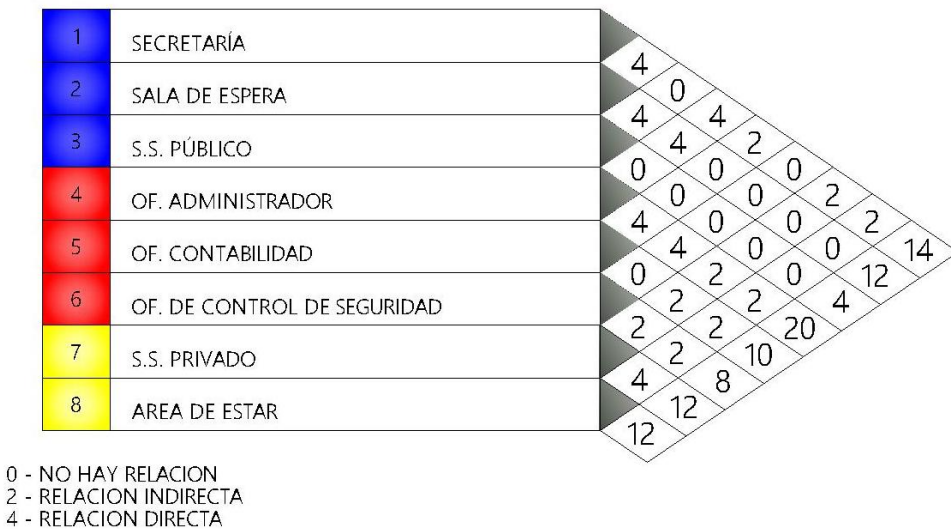 1 SECRETARÍA
4
2 SALA DE ESPERA 0
4 4
3 S.S. PÚBLICO 4 2
0 0 0
4 OF. ADMINISTRADOR 0 0 2
4 0 0 2
5 OF. CONTABILIDAD 4 0 0 14
0 2 0 12
6 OF. DE CONTROL DE SEGURIDAD 2 2 4
2 2 20
7 S.S. PRIVADO 2 10
4 8
8 AREA DE ESTAR 12
12
0 - NO HAY RELACION
2 - RELACION INDIRECTA
4 - RELACION DIRECTA